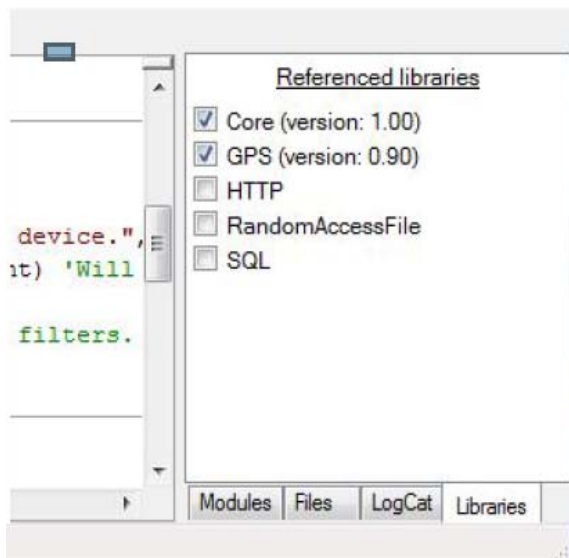 Referenced libraries
Core (version: 1.00)
GPS (version: 0.90)
HTTP
RandomAccessFile
SQL
device.",
nt) 'Will
filters.
Modules Files LogCat Libraries